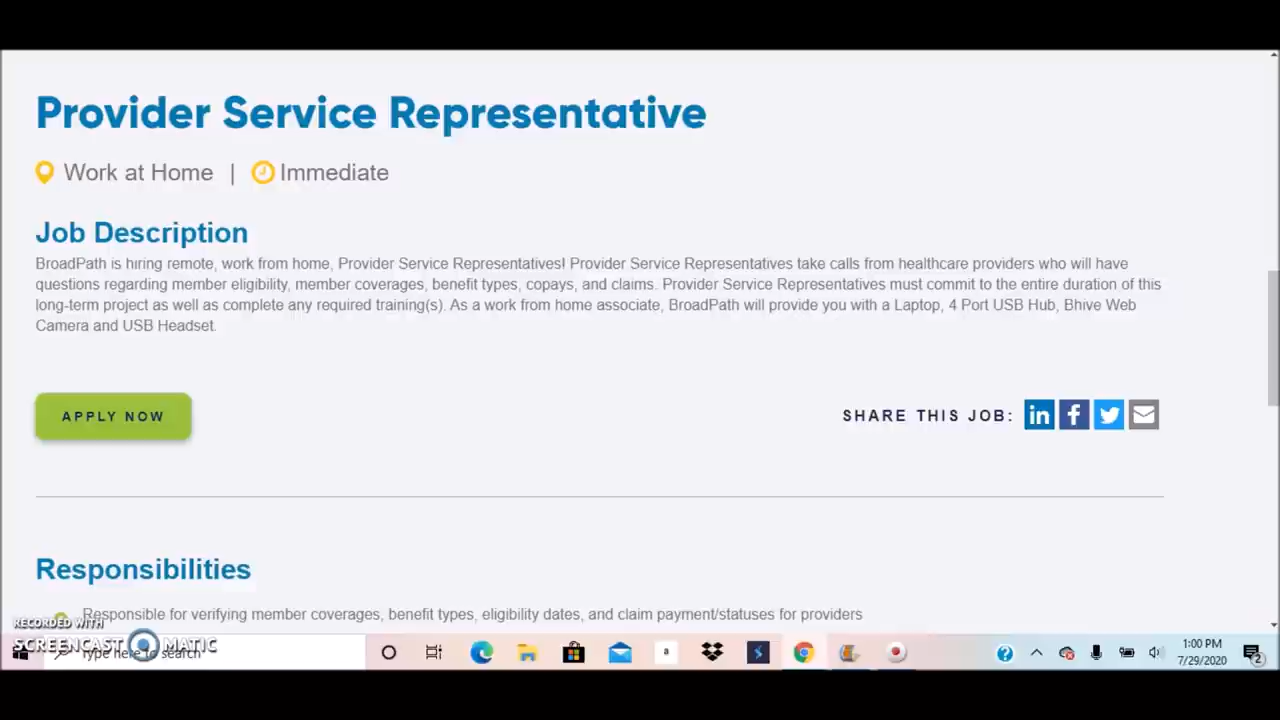 Provider Service Representative
Work at Home | Immediate
Job Description
BroadPath is hiring remote, work from home, Provider Service Representatives! Provider Service Representatives take calls from healthcare providers who will have
questions regarding member eligibility, member coverages, benefit types, copays, and claims. Provider Service Representatives must commit to the entire duration of this
long-term project as well as complete any required training(s). As a work from home associate, BroadPath will provide you with a Laptop, 4 Port USB Hub, Bhive Web
Camera and USB Headset.
APPLY NOW
SHARE THIS JOB:
in f
Responsibilities
Responsible for verifying member coverages, benefit types, eligibility dates, and claim payment/statuses for providers
RECORDED WITH
SCREENCAST MATIC
Type here to search
a
1:00 PM
7/29/2020
2